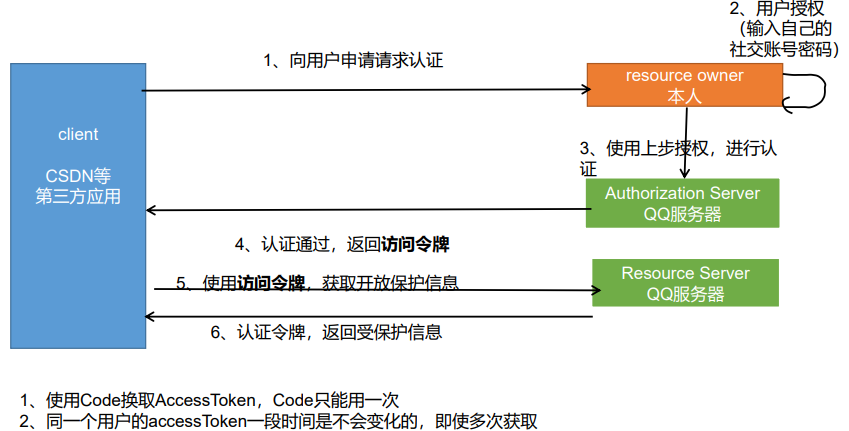 2、用户授权
（输入自己的
社交账号密码）
1、向用户申请请求认证
resource owner
本人
client
CSDN等
第三方应用
3、使用上步授权，进行认
证
Authorization Server
QQ服务器
4、认证通过，返回访问令牌
Resource Server
QQ服务器
5、使用访问令牌，获取开放保护信息
6、认证令牌，返回受保护信息
1、使用Code换取AccessToken，Code只能用一次
2、同一个用户的accessToken一段时间是不会变化的，即使多次获取